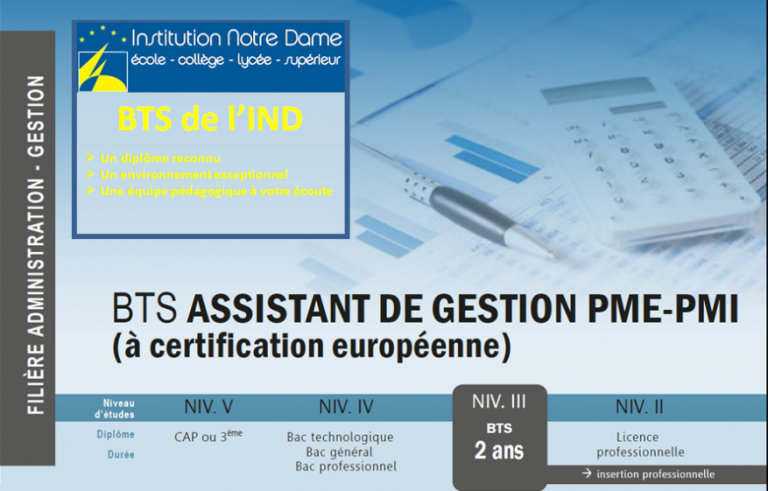 FILIÈRE ADMINISTRATION - GESTION
Institution Notre Dame
école - collège - lycée - supérieur
BTS de l'IND
Un diplôme reconnu
Un environnement exceptionnel
Une équipe pédagogique à votre écoute
BTS ASSISTANT DE GESTION PME-PMI
(à certification européenne)
Niveau
d'études
NIV. V
NIV. IV
NIV. III
NIV. II
Diplôme
Durée
CAP ou 3ème
Bac technologique
Bac général
Bac professionnel
BTS
2 ans
Licence
professionnelle
→ insertion professionnelle